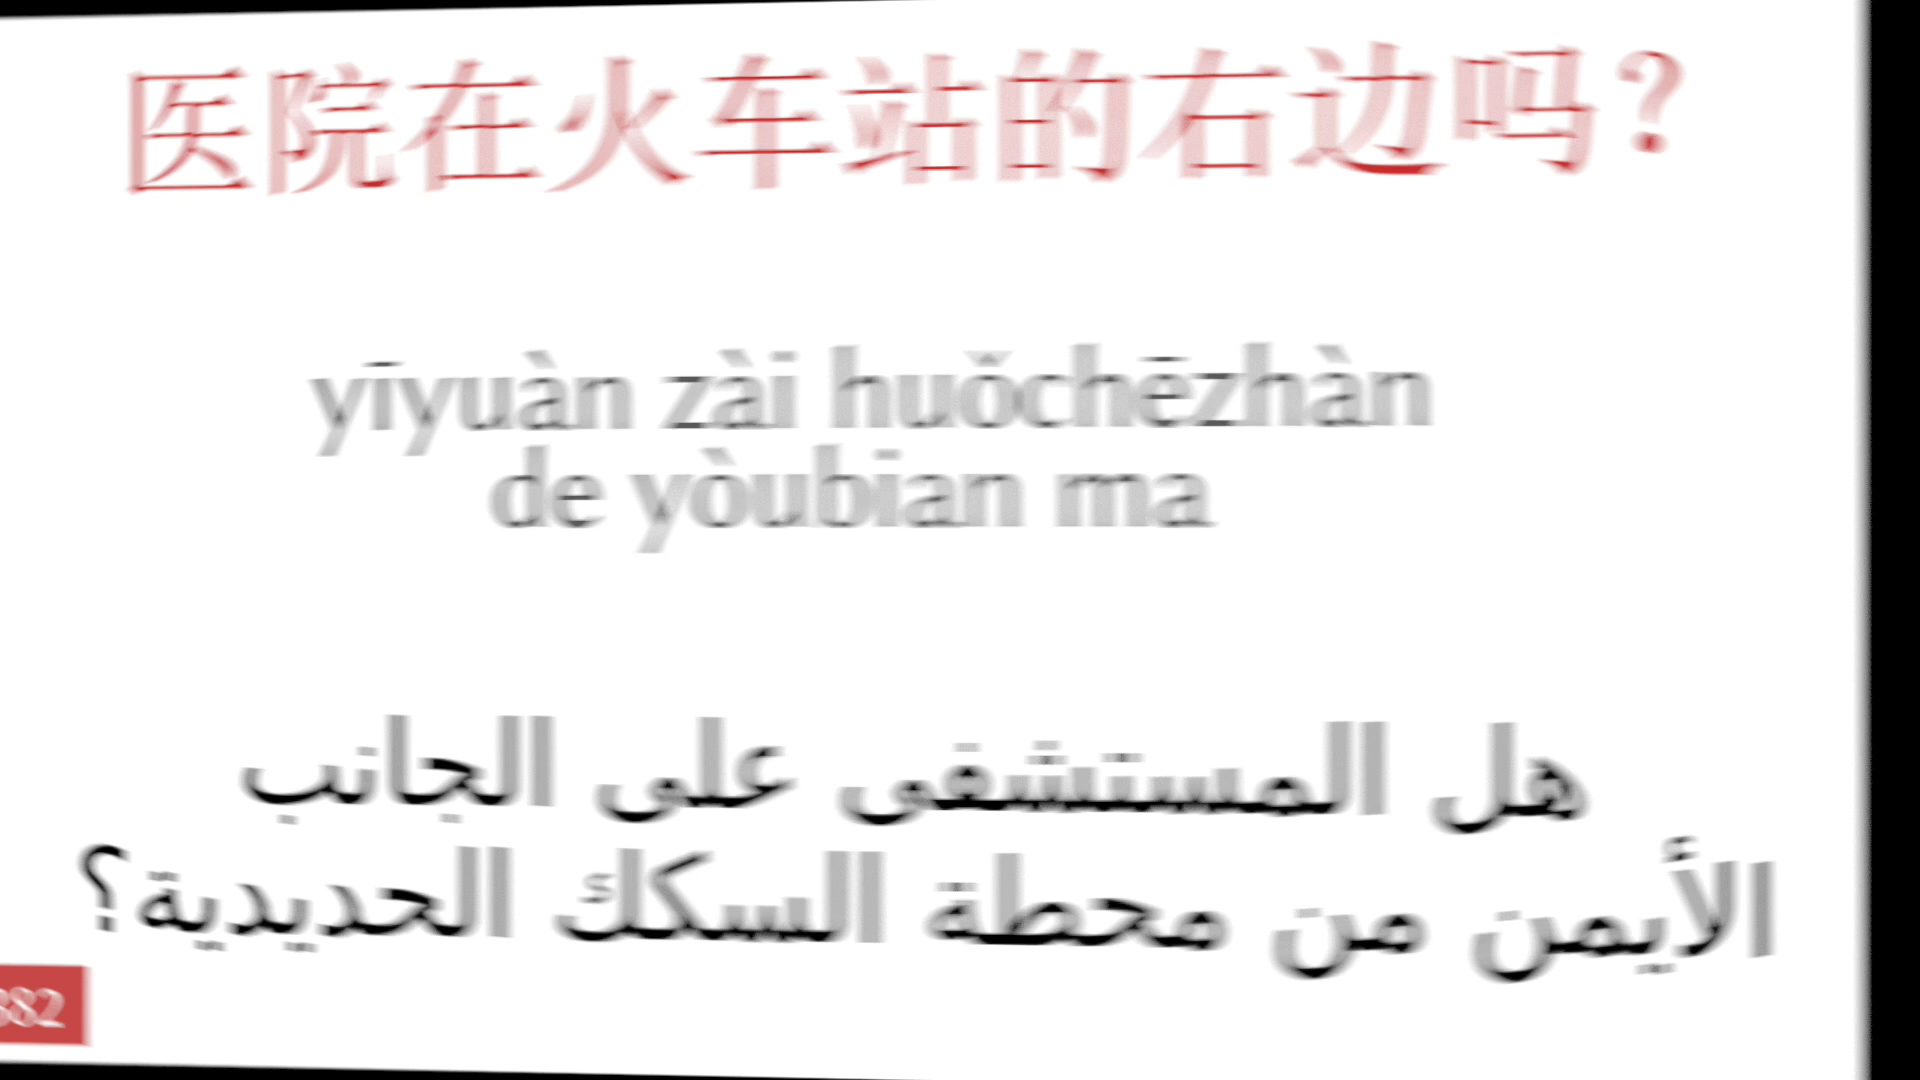 医院在火车站的右边吗？
yīyuàn zài huǒchēzhàn
de yòubian ma
هل المستشفى على الجانب
الأيمن من محطة السكك الحديدية؟
382